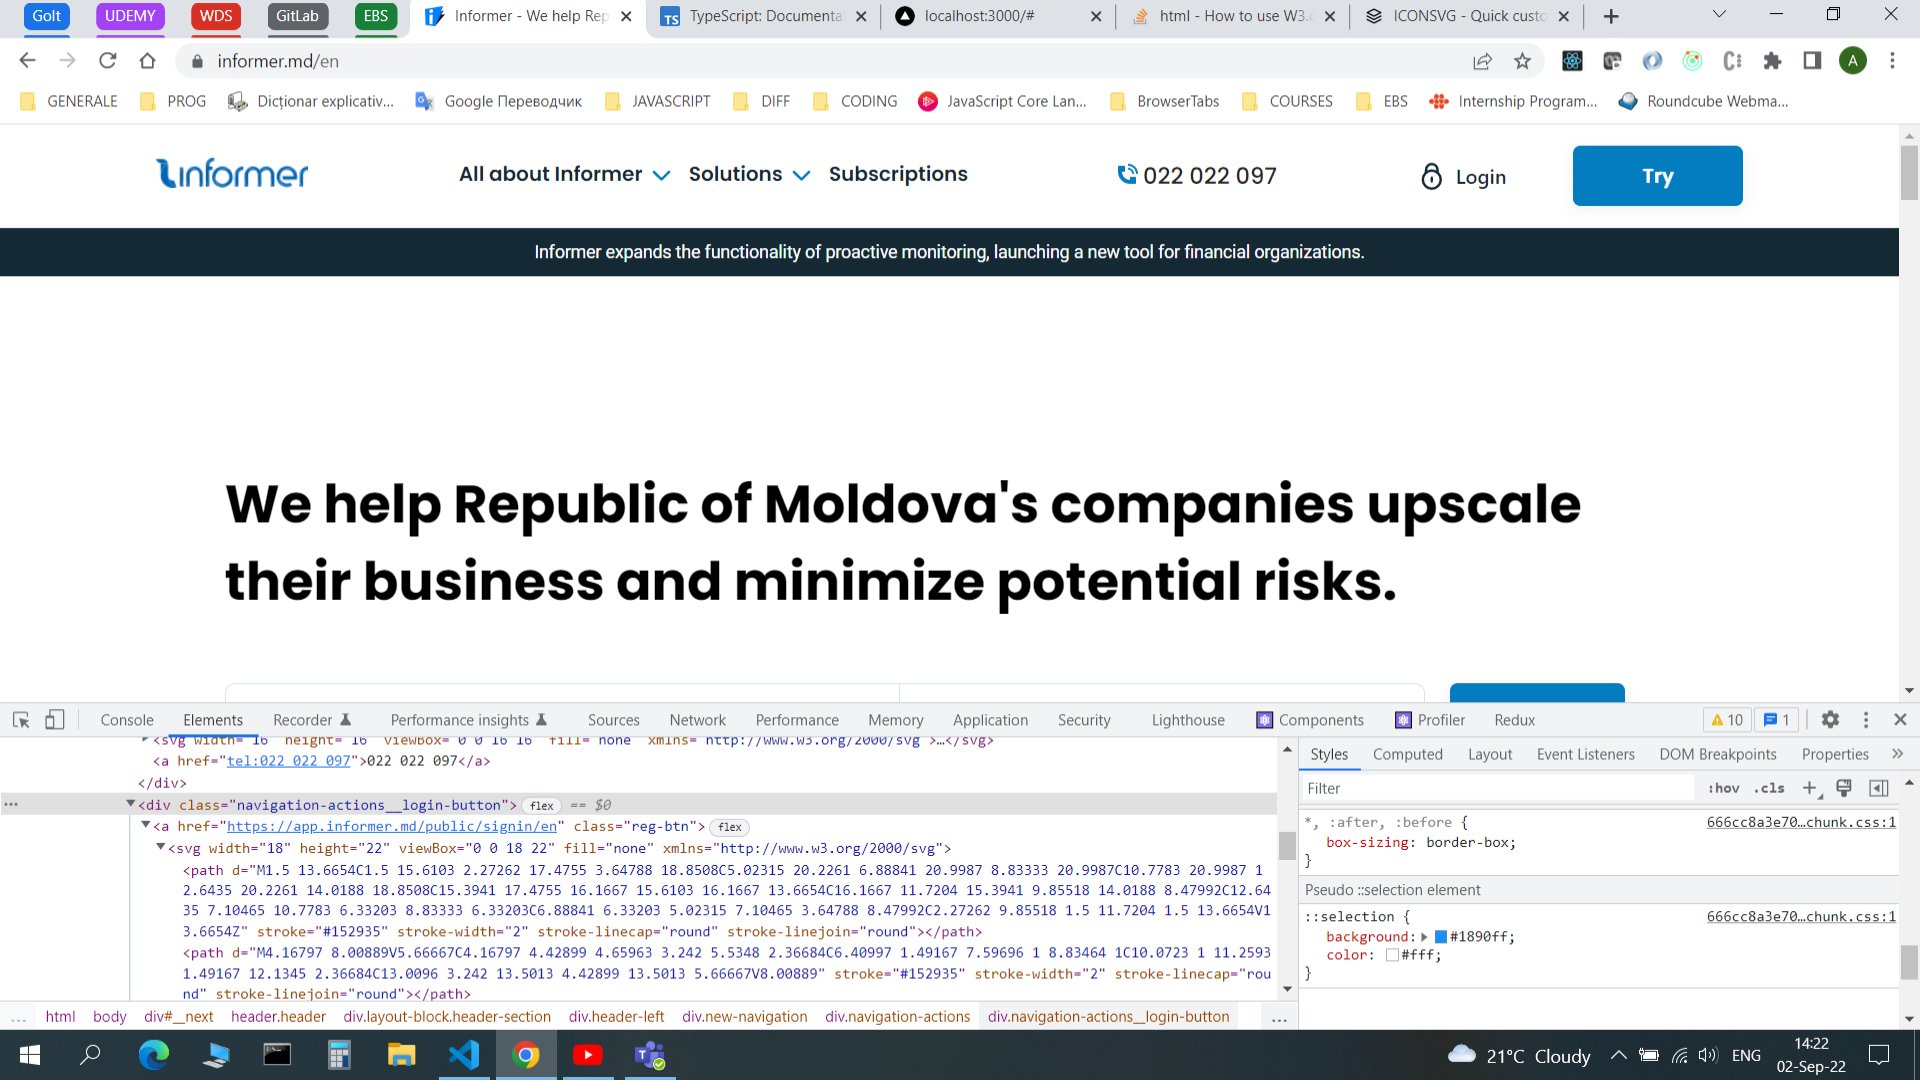 GoIt UDEMY WDS GitLab EBS Informer - We help Rep TypeScript: Documenta localhost:3000/# html - How to use W3.o ICONSVG - Quick custo
informer.md/en A
GENERALE PROG Dicționar explicativ... Google Переводчик JAVASCRIPT DIFF CODING JavaScript Core Lan... BrowserTabs COURSES EBS Internship Program... Roundcube Webma...
informer All about Informer Solutions Subscriptions 022 022 097 Login Try
Informer expands the functionality of proactive monitoring, launching a new tool for financial organizations.
We help Republic of Moldova's companies upscale
their business and minimize potential risks.
Console Elements Recorder Performance insights Sources Network Performance Memory Application Security Lighthouse Components Profiler Redux 10 1
<svg width="16" height="16" viewBox="0 0 16 16" fill="none" xmlns="http://www.w3.org/2000/svg">…</svg>
<a href="tel:022 022 097">022 022 097</a>
</div>
<div class="navigation-actions__login-button"> flex == $0
<a href="https://app.informer.md/public/signin/en" class="reg-btn"> flex
<svg width="18" height="22" viewBox="0 0 18 22" fill="none" xmlns="http://www.w3.org/2000/svg">
<path d="M1.5 13.6654C1.5 15.6103 2.27262 17.4755 3.64788 18.8508C5.02315 20.2261 6.88841 20.9987 8.83333 20.9987C10.7783 20.9987 1
2.6435 20.2261 14.0188 18.8508C15.3941 17.4755 16.1667 15.6103 16.1667 13.6654C16.1667 11.7204 15.3941 9.85518 14.0188 8.47992C12.64
35 7.10465 10.7783 6.33203 8.83333 6.33203C6.88841 6.33203 5.02315 7.10465 3.64788 8.47992C2.27262 9.85518 1.5 11.7204 1.5 13.6654V1
3.6654Z" stroke="#152935" stroke-width="2" stroke-linecap="round" stroke-linejoin="round"></path>
<path d="M4.16797 8.00889V5.66667C4.16797 4.42899 4.65963 3.242 5.5348 2.36684C6.40997 1.49167 7.59696 1 8.83464 1C10.0723 1 11.2593
1.49167 12.1345 2.36684C13.0096 3.242 13.5013 4.42899 13.5013 5.66667V8.00889" stroke="#152935" stroke-width="2" stroke-linecap="rou
nd" stroke-linejoin="round"></path>
... html body div#__next header.header div.layout-block.header-section div.header-left div.new-navigation div.navigation-actions div.navigation-actions__login-button ...
Styles Computed Layout Event Listeners DOM Breakpoints Properties
Filter :hov .cls
*, :after, :before { 666cc8a3e70…chunk.css:1
box-sizing: border-box;
}
Pseudo ::selection element
::selection { 666cc8a3e70…chunk.css:1
background: #1890ff;
color: #fff;
}
21°C Cloudy ENG 14:22
02-Sep-22